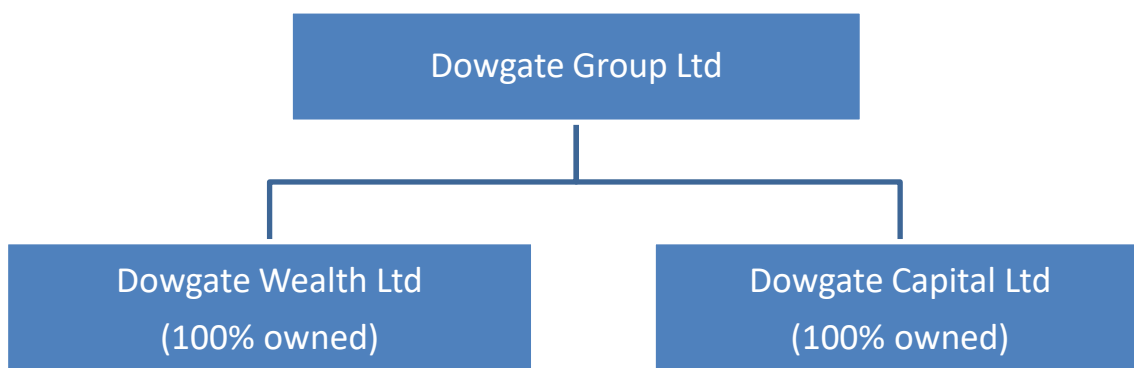 Dowgate Group Ltd
Dowgate Wealth Ltd
(100% owned)
Dowgate Capital Ltd
(100% owned)